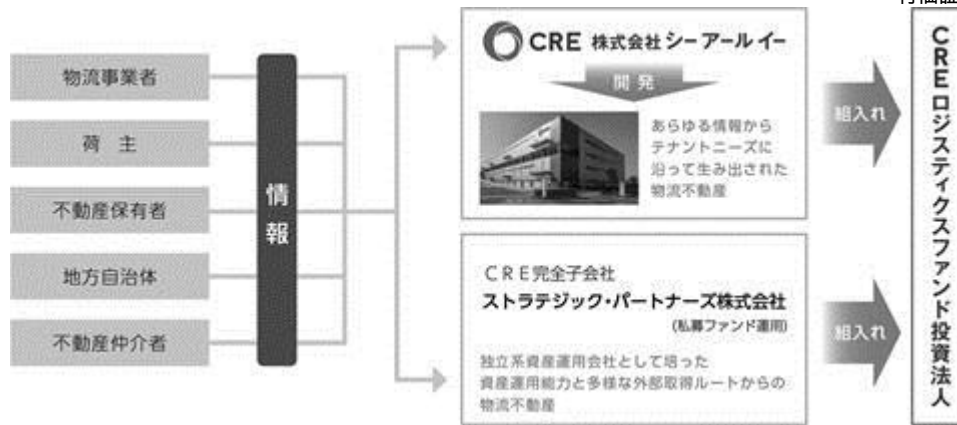 物流事業者
荷 主
不動産保有者
地方自治体
不動産仲介者
情報
CRE 株式会社 シーアールイー
開発
あらゆる情報から
テナントニーズに
沿って生み出された
物流不動産
CRE完全子会社
ストラテジック・パートナーズ株式会社
(私募ファンド運用)
独立系資産運用会社として培った
資産運用能力と多様な外部取得ルートからの
物流不動産
組入れ
組入れ
CREロジスティクスファンド投資法人